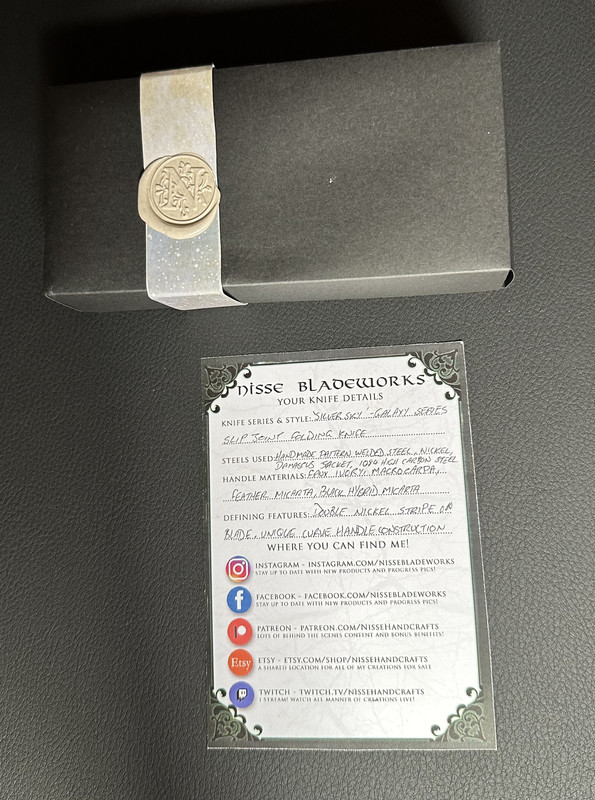 N
NISSE BLADEWORKS
YOUR KNIFE DETAILS
KNIFE SERIES & STYLE: 'SILVER SKY' - GALAXY SERIES
SLIP JOINT FOLDING KNIFE
STEELS USED: HANDMADE PATTERN WELDED STEEL, NICKEL,
DAMASCUS JACKET, 1084 HIGH CARBON STEEL
HANDLE MATERIALS: FAUX IVORY, MACROCARPA,
FEATHER MICARTA, BLACK HYBRID MICARTA
DEFINING FEATURES: DOUBLE NICKEL STRIPE ON
BLADE, UNIQUE CURVE HANDLE CONSTRUCTION
WHERE YOU CAN FIND ME!
INSTAGRAM - INSTAGRAM.COM/NISSEBLADEWORKS
STAY UP TO DATE WITH NEW PRODUCTS AND PROGRESS PICS!
FACEBOOK - FACEBOOK.COM/NISSEBLADEWORKS
STAY UP TO DATE WITH NEW PRODUCTS AND PROGRESS PICS!
PATREON - PATREON.COM/NISSEHANDCRAFTS
LOTS OF BEHIND THE SCENES CONTENT AND BONUS BENEFITS!
Etsy
ETSY - ETSY.COM/SHOP/NISSEHANDCRAFTS
A SHARED LOCATION FOR ALL OF MY CREATIONS FOR SALE
TWITCH - TWITCH.TV/NISSEHANDCRAFTS
I STREAM! WATCH ALL MANNER OF CREATIONS LIVE!